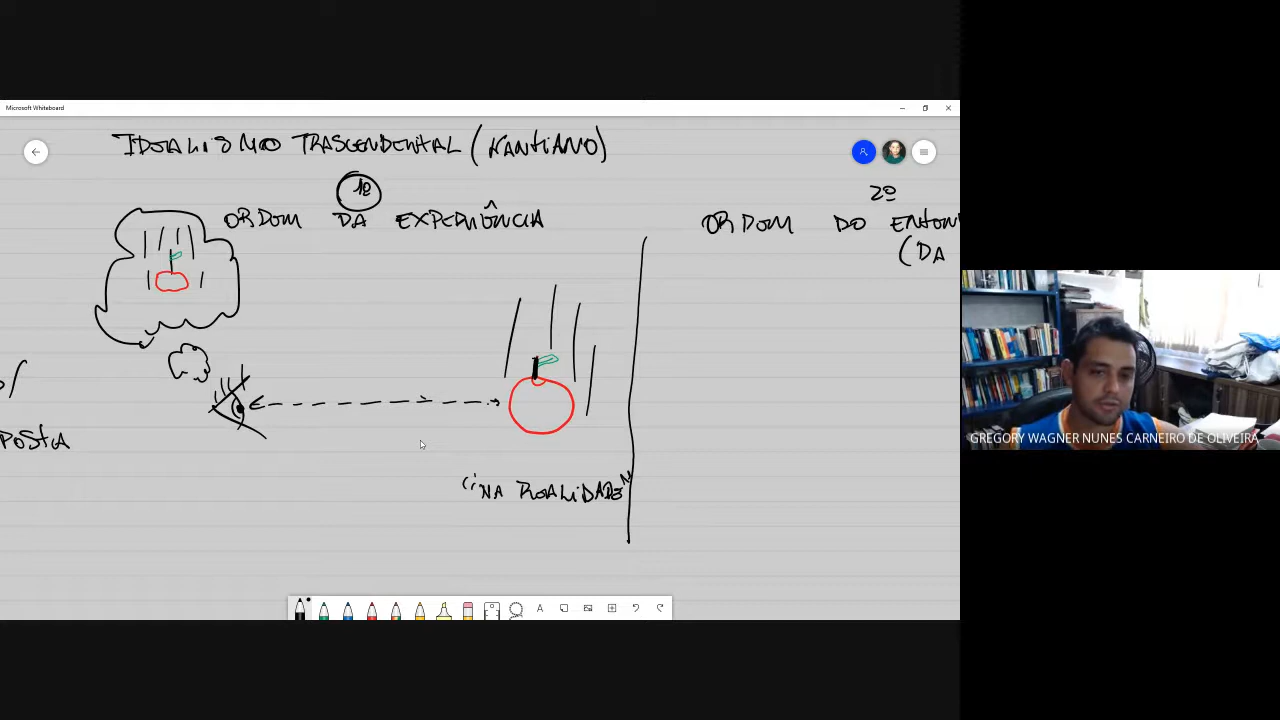 Microsoft Whiteboard
IDEALISMO TRASCENDENTAL (KANTIANO)
1º
ORDEM DA EXPERIÊNCIA
2º
ORDEM DO ENTEN
(DA
POSTA
"NA REALIDADE"
A
GREGORY WAGNER NUNES CARNEIRO DE OLIVEIRA